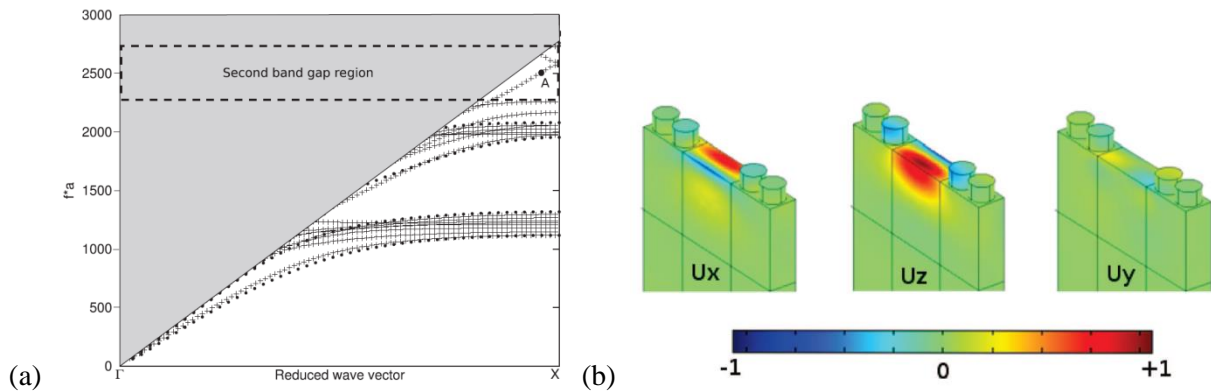 3000
2500
2000
1500
1000
500
0
f*a
Second band gap region
A
Γ
Reduced wave vector
X
(a)
Ux
Uz
Uy
-1
0
+1
(b)